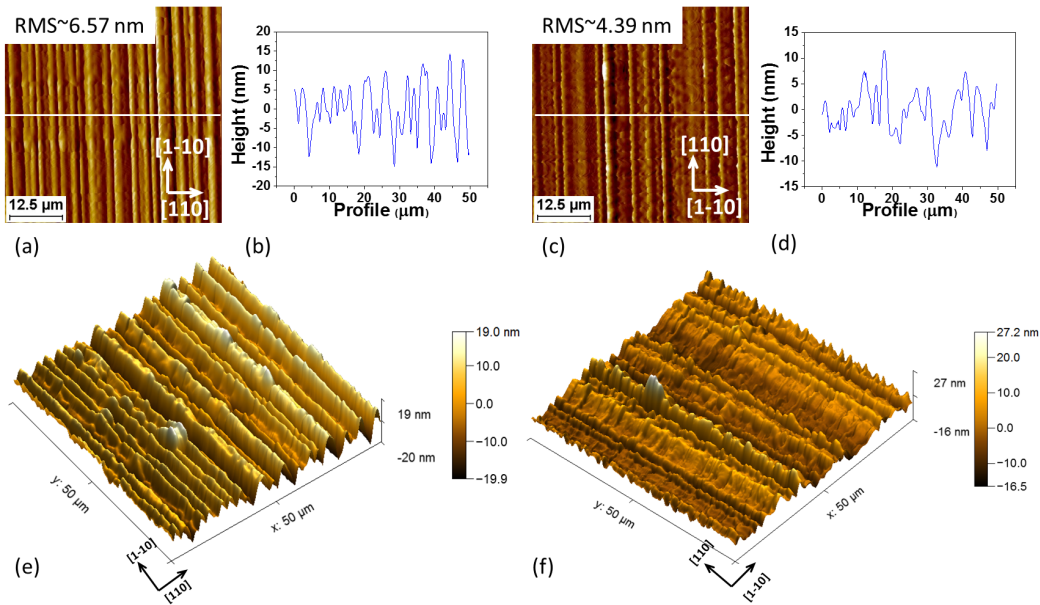 RMS~6.57 nm
[1-10]
[110]
12.5 µm
(a)
20
15
10
5
0
-5
-10
-15
-20
Height (nm)
0 10 20 30 40 50 60
Profile (µm)
(b)
RMS~4.39 nm
[110]
[1-10]
12.5 µm
(c)
15
10
5
0
-5
-10
-15
Height (nm)
0 10 20 30 40 50
Profile (µm)
(d)
19 nm
-20 nm
y: 50 µm
x: 50 µm
[1-10]
[110]
19.0 nm
10.0
0.0
−10.0
−19.9
(e)
27 nm
-16 nm
y: 50 µm
x: 50 µm
[110]
[1-10]
27.2 nm
20.0
10.0
0.0
−10.0
−16.5
(f)